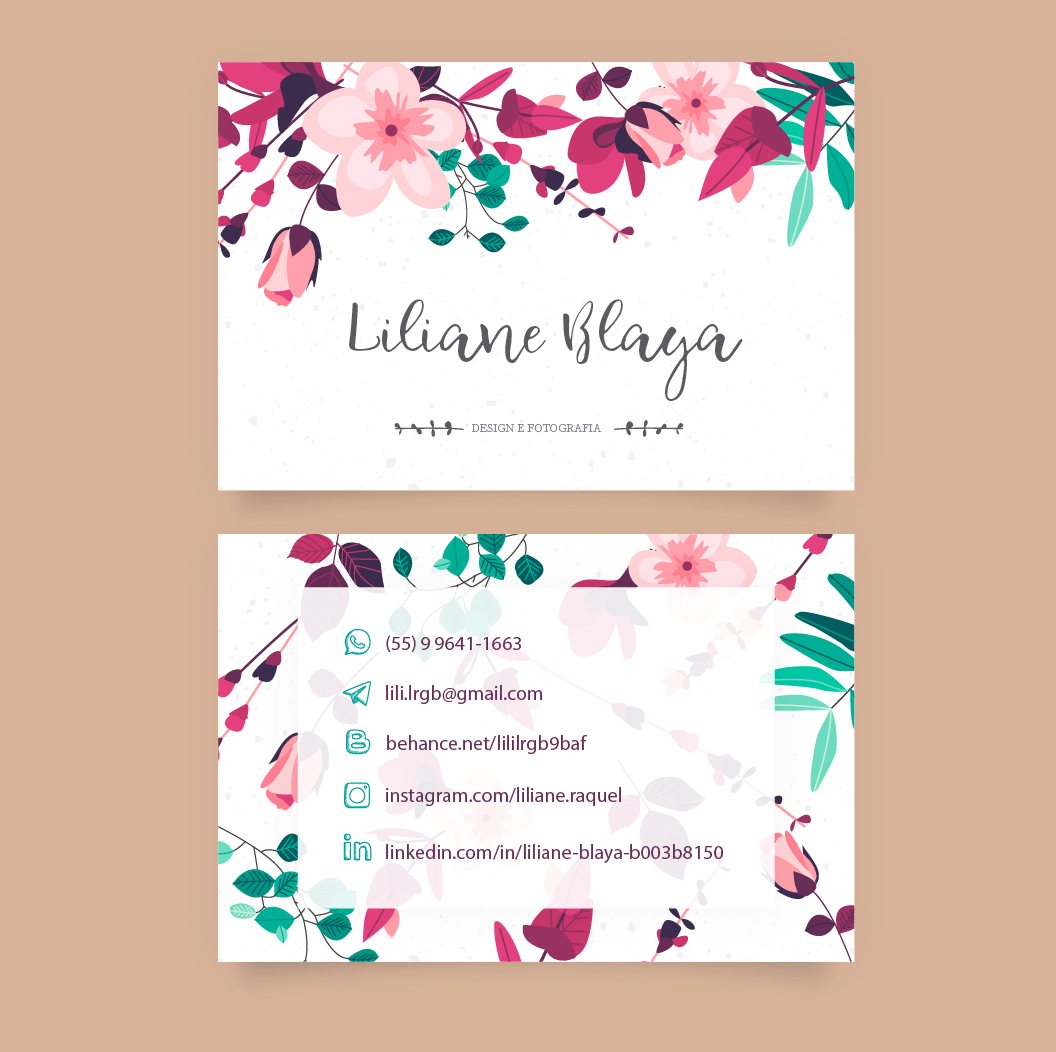 Liliane Blaya
DESIGN E FOTOGRAFIA
(55) 9 9641-1663
lili.lrgb@gmail.com
behance.net/lililrgb9baf
instagram.com/liliane.raquel
in linkedin.com/in/liliane-blaya-b003b8150